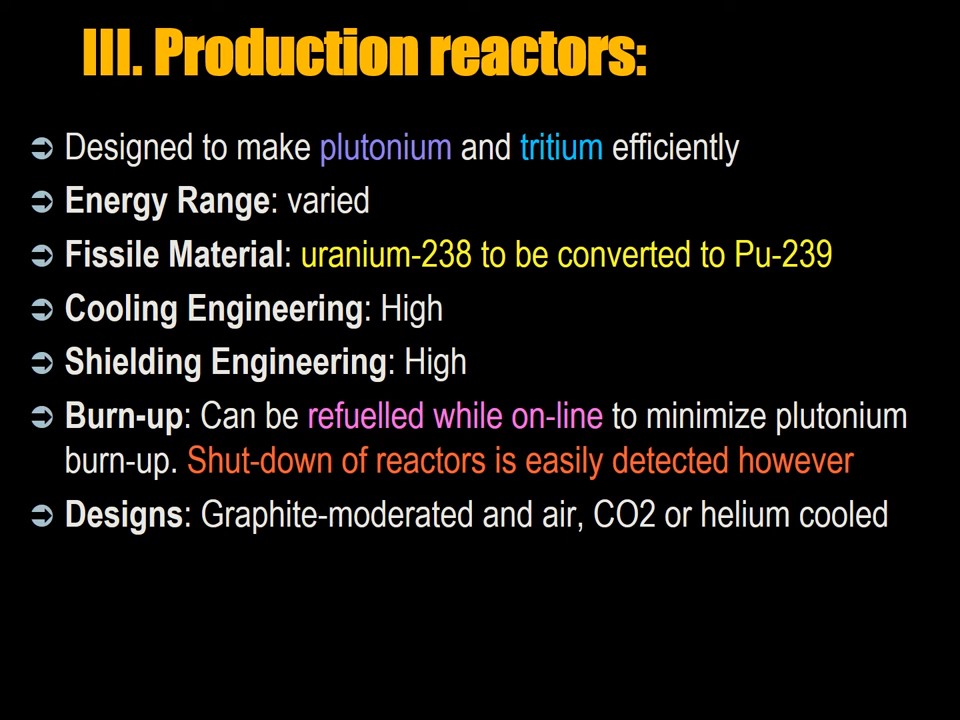 III. Production reactors:
Designed to make plutonium and tritium efficiently
Energy Range: varied
Fissile Material: uranium-238 to be converted to Pu-239
Cooling Engineering: High
Shielding Engineering: High
Burn-up: Can be refuelled while on-line to minimize plutonium
burn-up. Shut-down of reactors is easily detected however
Designs: Graphite-moderated and air, CO2 or helium cooled